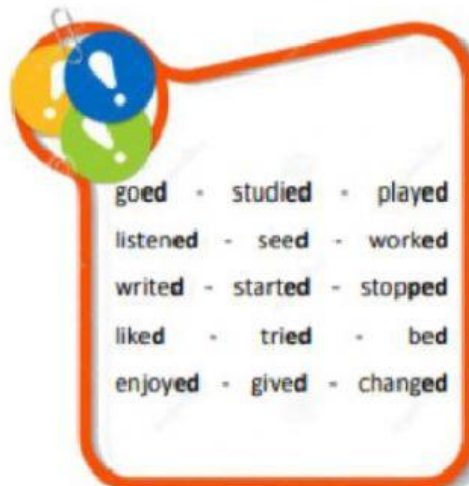 goed - studied - played
listened - seed - worked
writed - started - stopped
liked - tried - bed
enjoyed - gived - changed